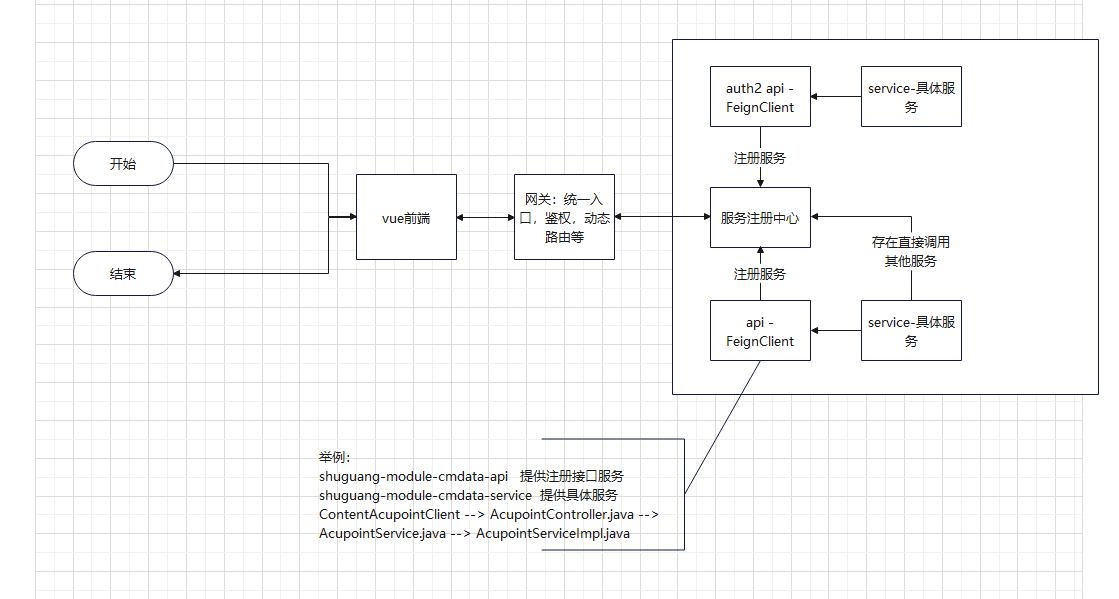 auth2 api -
FeignClient
service-具体服
务
注册服务
开始
vue前端
网关：统一入
口，鉴权，动态
路由等
服务注册中心
存在直接调用
其他服务
结束
注册服务
api -
FeignClient
service-具体服
务
举例：
shuguang-module-cmdata-api 提供注册接口服务
shuguang-module-cmdata-service 提供具体服务
ContentAcupointClient --> AcupointController.java -->
AcupointService.java --> AcupointServiceImpl.java